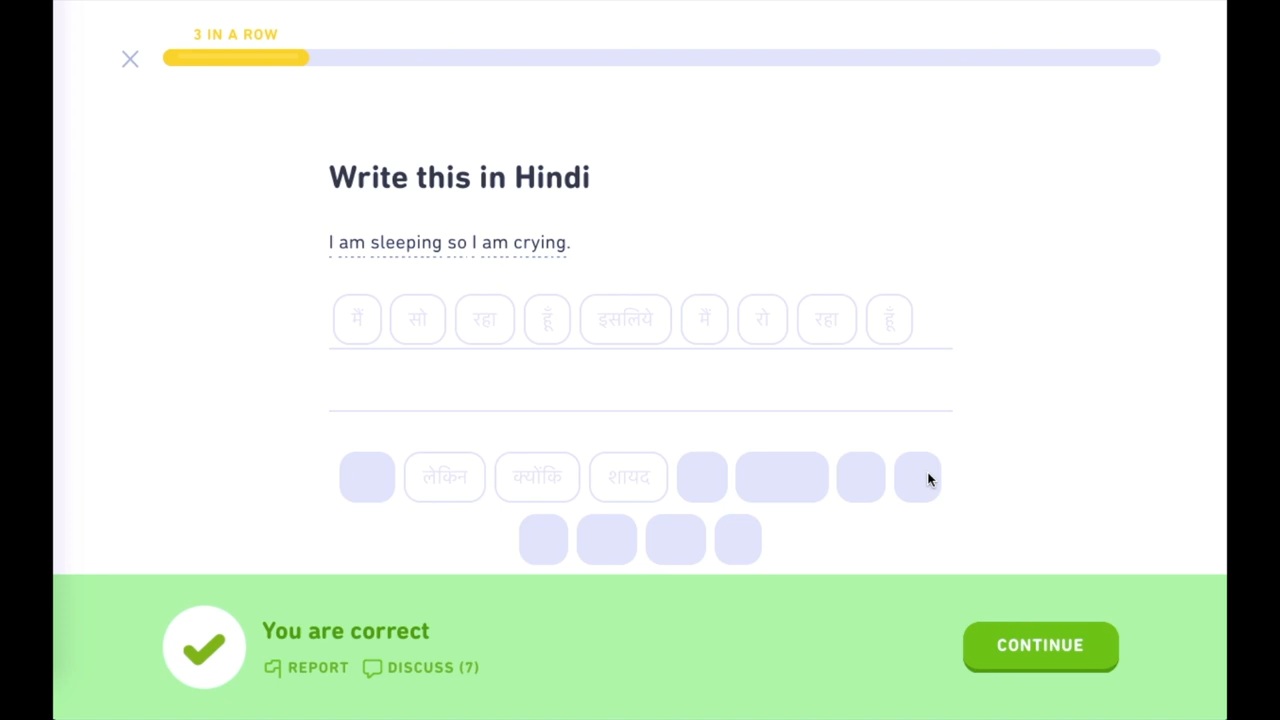 3 IN A ROW
Write this in Hindi
I am sleeping so I am crying.
मैं सो रहा हूँ इसलिये मैं रो रहा हूँ
लेकिन क्योंकि शायद
You are correct
REPORT DISCUSS (7)
CONTINUE